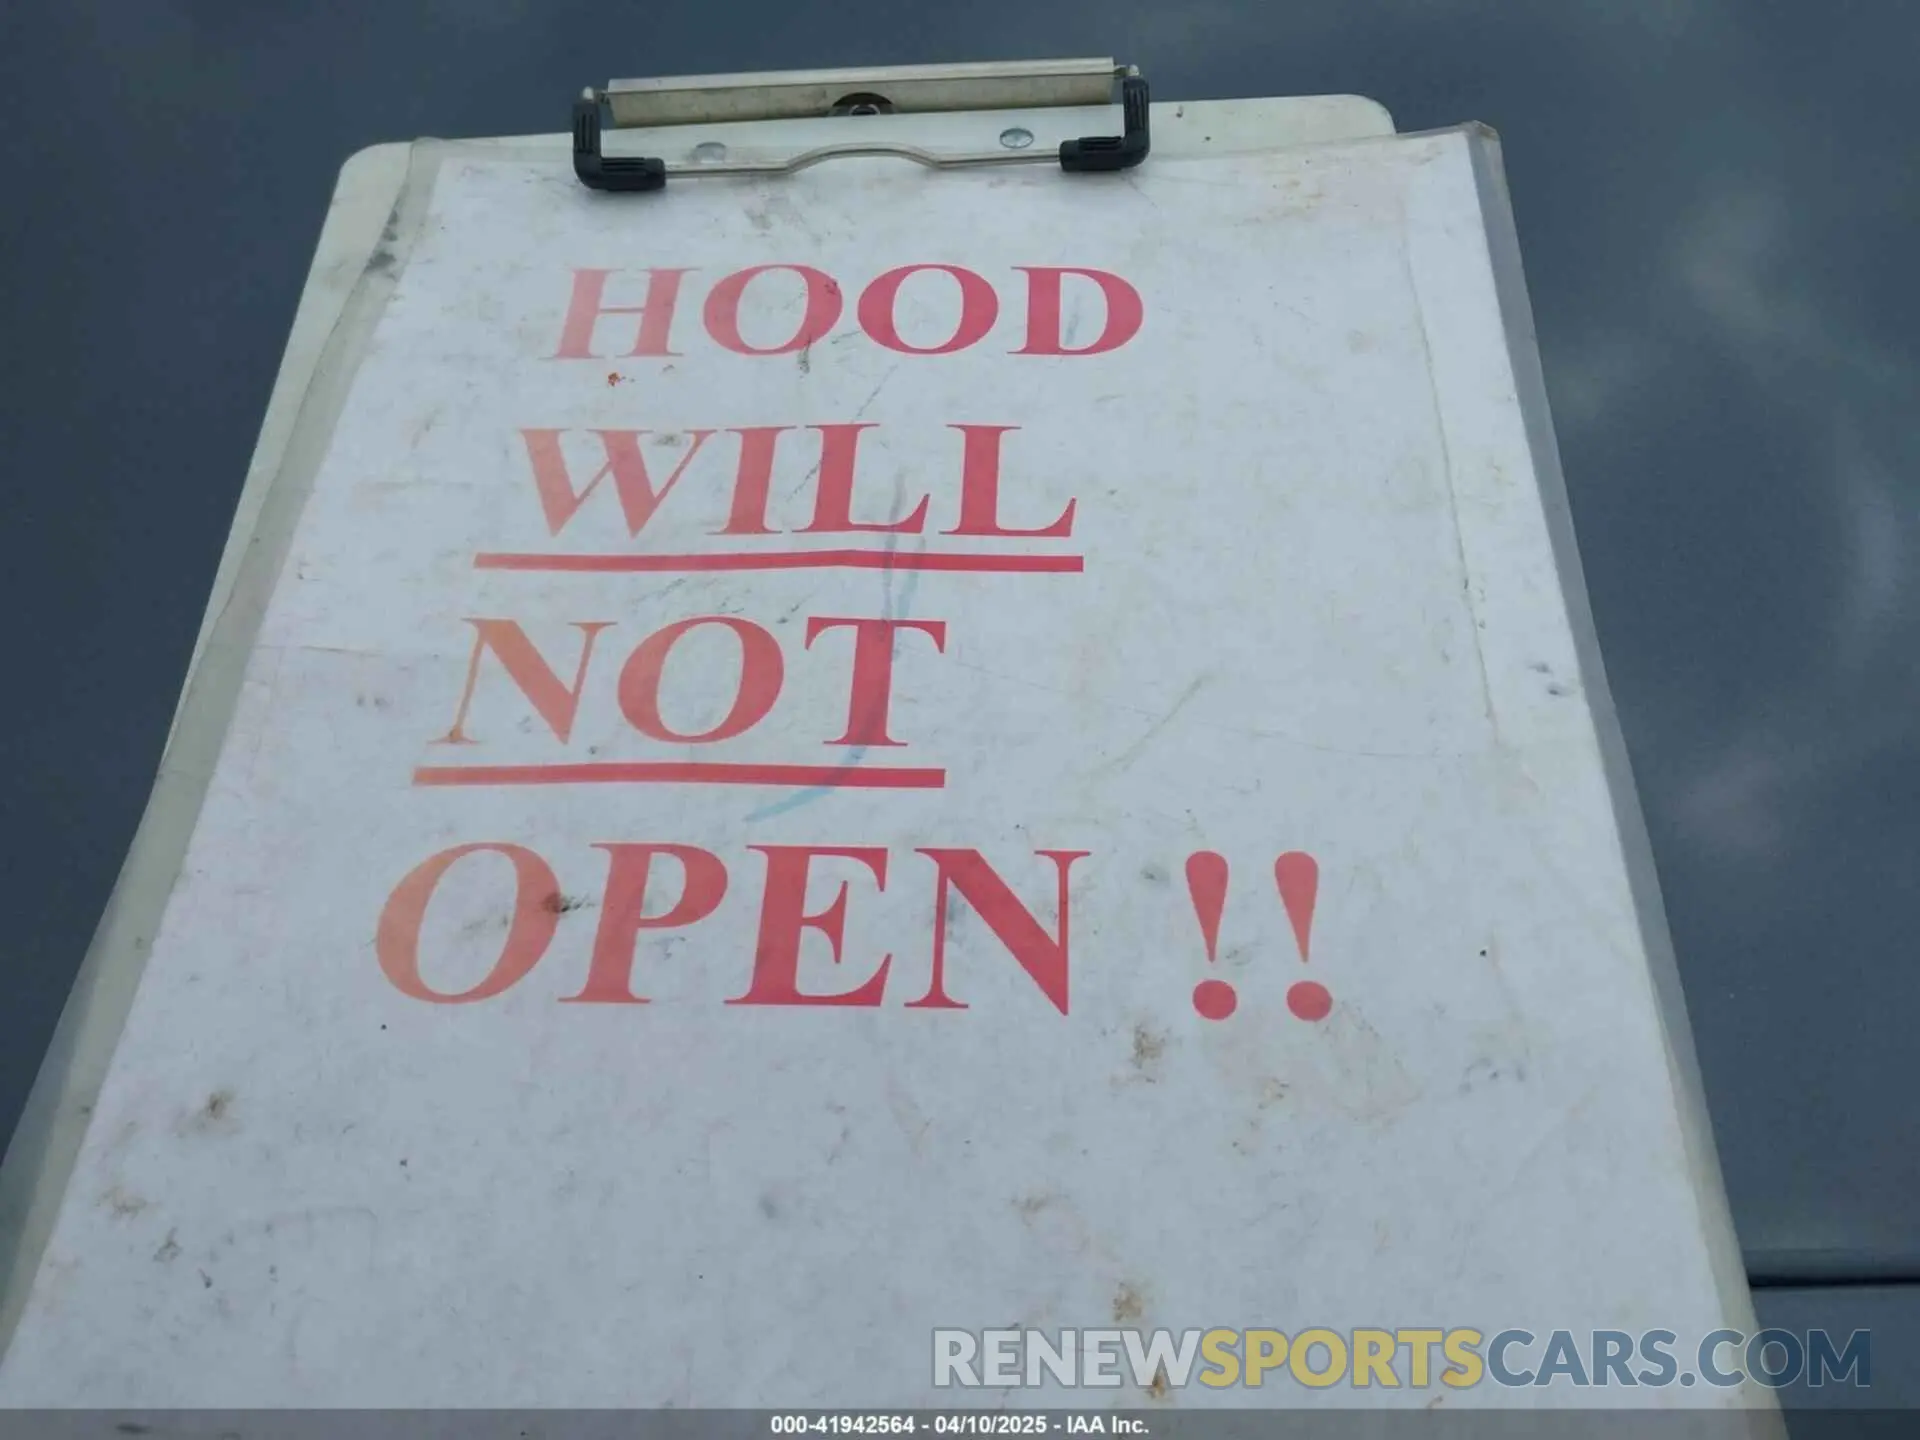 HOOD
WILL
NOT
OPEN !!
RENEWSPORTSCARS.COM
000-41942564 - 04/10/2025 - IAA Inc.